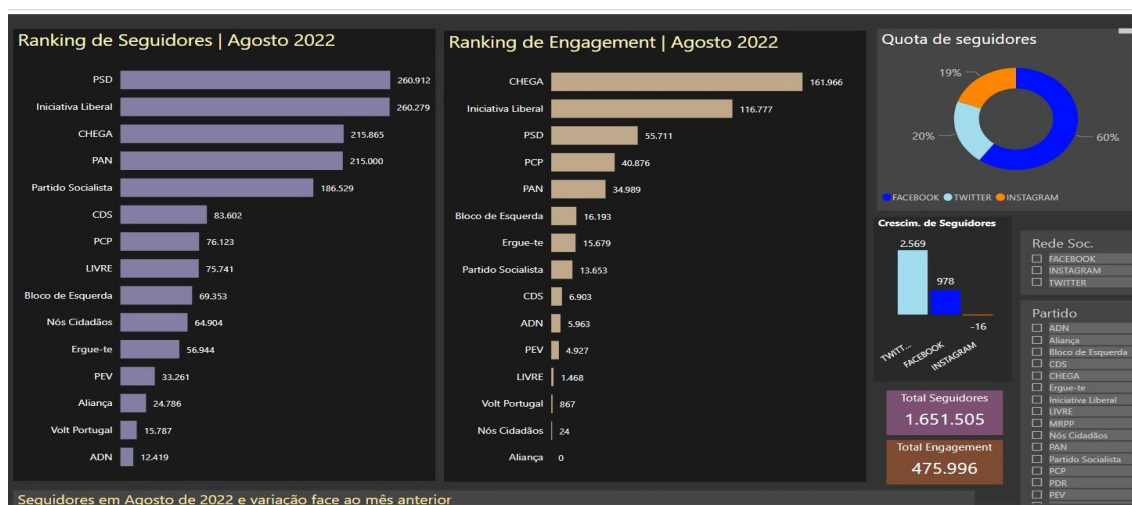 Ranking de Seguidores | Agosto 2022
PSD 260.912
Iniciativa Liberal 260.279
CHEGA 215.865
PAN 215.000
Partido Socialista 186.529
CDS 83.602
PCP 76.123
LIVRE 75.741
Bloco de Esquerda 69.353
Nós Cidadãos 64.904
Ergue-te 56.944
PEV 33.261
Aliança 24.786
Volt Portugal 15.787
ADN 12.419
Ranking de Engagement | Agosto 2022
CHEGA 161.966
Iniciativa Liberal 116.777
PSD 55.711
PCP 40.876
PAN 34.989
Bloco de Esquerda 16.193
Ergue-te 15.679
Partido Socialista 13.653
CDS 6.903
ADN 5.963
PEV 4.927
LIVRE 1.468
Volt Portugal 867
Nós Cidadãos 24
Aliança 0
Quota de seguidores
19%
20%
60%
FACEBOOK TWITTER INSTAGRAM
Crescim. de Seguidores
2.569
978
-16
TWITT... FACEBOOK INSTAGRAM
Total Seguidores
1.651.505
Total Engagement
475.996
Rede Soc.
FACEBOOK
INSTAGRAM
TWITTER
Partido
ADN
Aliança
Bloco de Esquerda
CDS
CHEGA
Ergue-te
Iniciativa Liberal
LIVRE
MRPP
Nós Cidadãos
PAN
Partido Socialista
PCP
PDR
PEV
Seguidores em Agosto de 2022 e variação face ao mês anterior